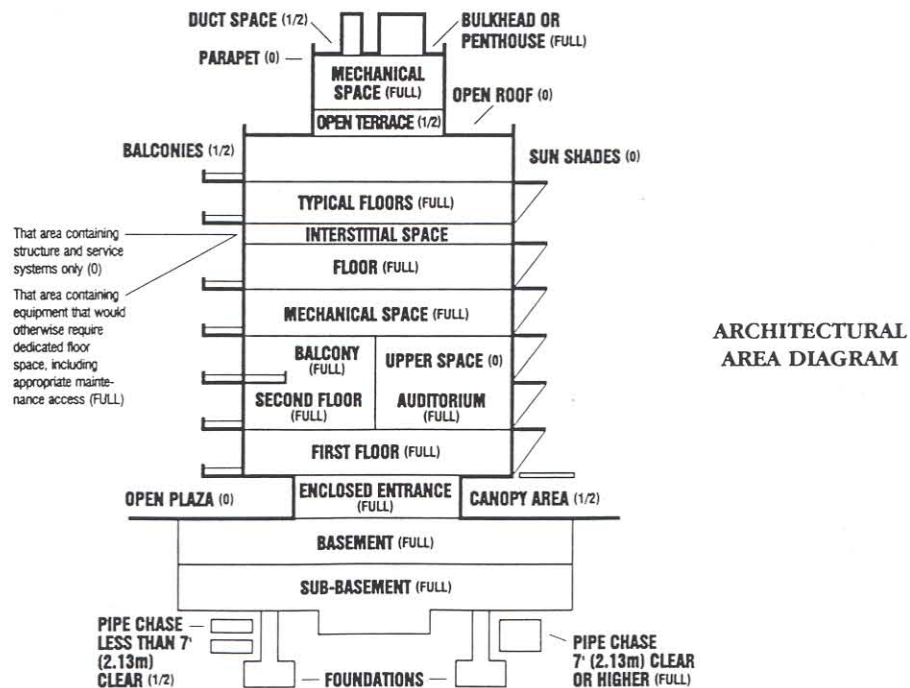 DUCT SPACE (1/2)
BULKHEAD OR
PENTHOUSE (FULL)
PARAPET (0)
MECHANICAL
SPACE (FULL)
OPEN ROOF (0)
OPEN TERRACE (1/2)
BALCONIES (1/2)
SUN SHADES (0)
TYPICAL FLOORS (FULL)
That area containing
structure and service
systems only (0)
INTERSTITIAL SPACE
FLOOR (FULL)
That area containing
equipment that would
otherwise require
dedicated floor
space, including
appropriate mainte-
nance access (FULL)
MECHANICAL SPACE (FULL)
ARCHITECTURAL
AREA DIAGRAM
BALCONY
(FULL)
UPPER SPACE (0)
SECOND FLOOR
(FULL)
AUDITORIUM
(FULL)
FIRST FLOOR (FULL)
OPEN PLAZA (0)
ENCLOSED ENTRANCE
(FULL)
CANOPY AREA (1/2)
BASEMENT (FULL)
SUB-BASEMENT (FULL)
PIPE CHASE
LESS THAN 7'
(2.13m)
CLEAR (1/2)
FOUNDATIONS
PIPE CHASE
7' (2.13m) CLEAR
OR HIGHER (FULL)